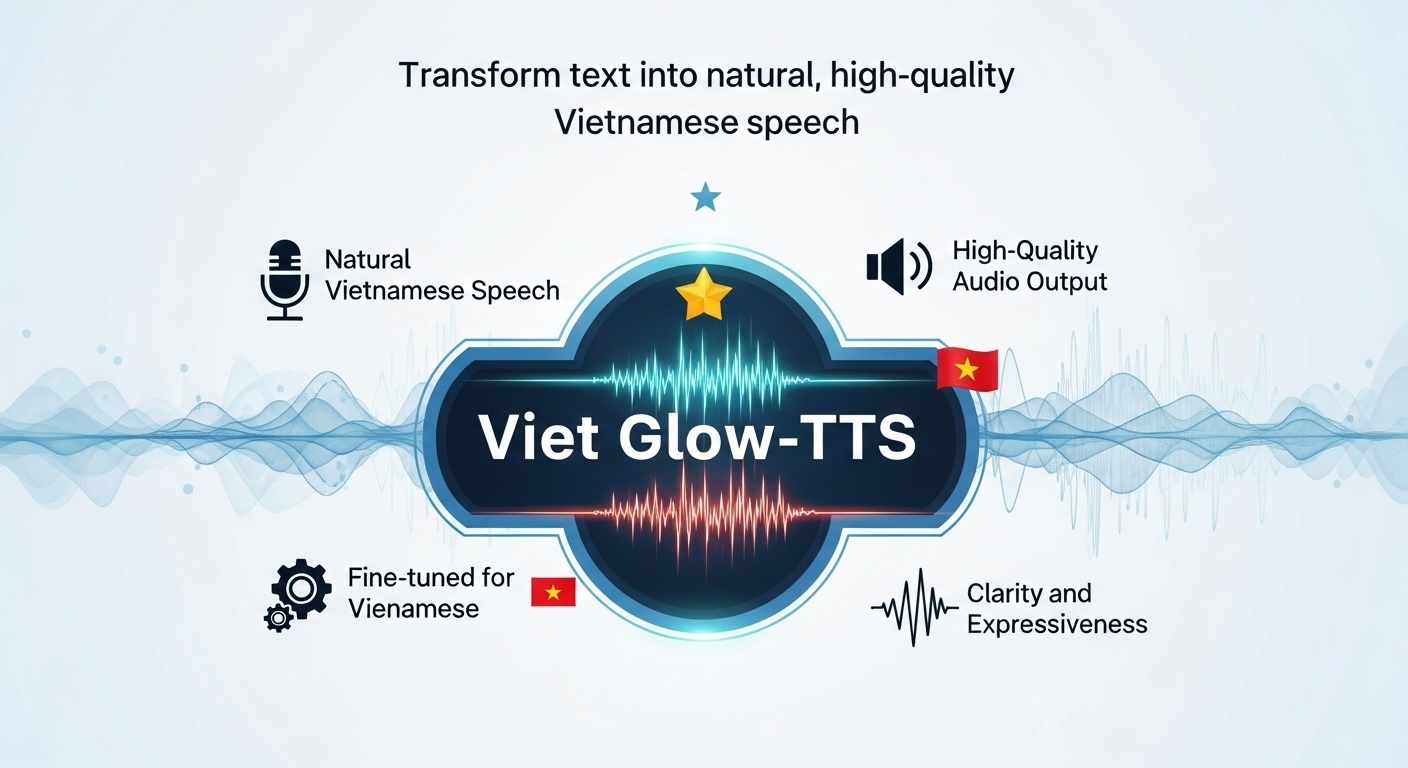 Transform text into natural, high-quality
Vietnamese speech
Natural
Vietnamese Speech
High-Quality
Audio Output
Viet Glow-TTS
Fine-tuned for
Vienamese
Clarity and
Expressiveness